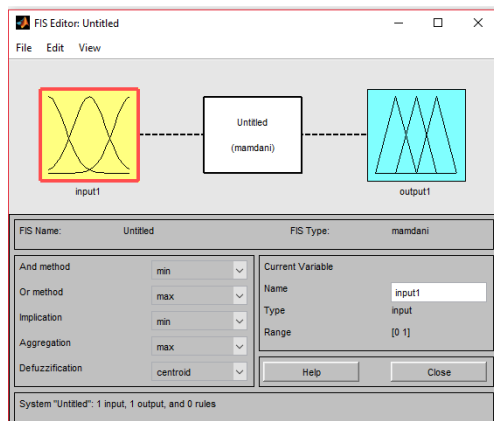 FIS Editor: Untitled
File Edit View
Untitled
(mamdani)
input1
output1
FIS Name: Untitled FIS Type: mamdani
And method min
Or method max
Implication min
Aggregation max
Defuzzification centroid
Current Variable
Name input1
Type input
Range [0 1]
Help Close
System "Untitled": 1 input, 1 output, and 0 rules